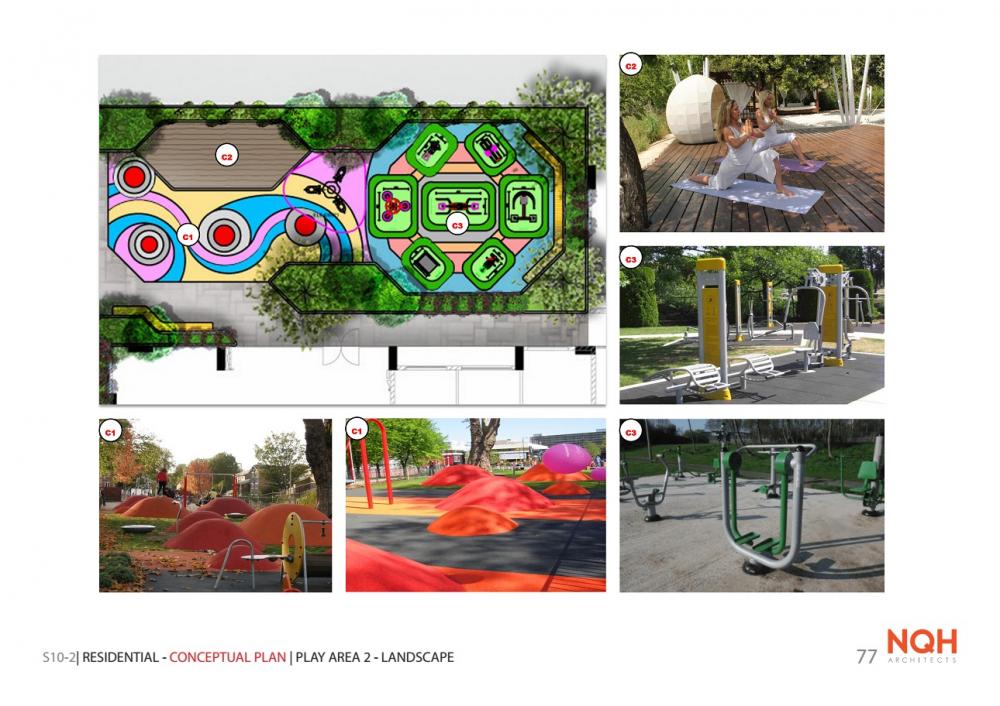 C2
C2
C1
C3
C3
C1
C1
C3
S10-2| RESIDENTIAL - CONCEPTUAL PLAN | PLAY AREA 2 - LANDSCAPE
77
NQH
ARCHITECTS